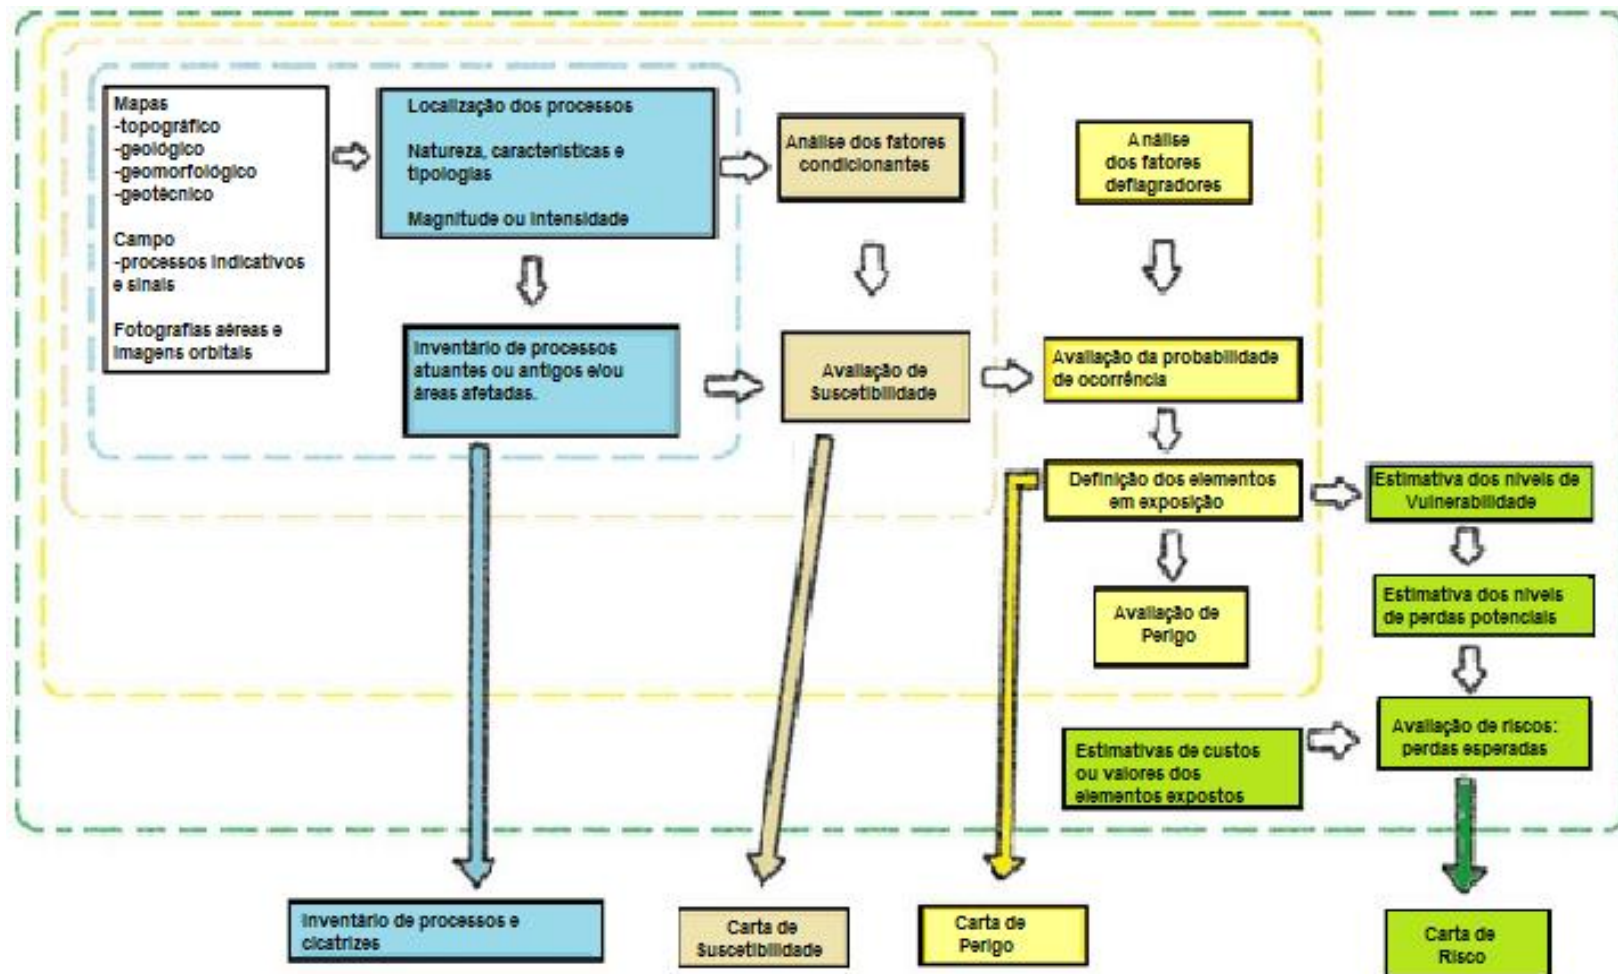 Mapas
-topográfico
-geológico
-geomorfológico
-geotécnico
Campo
-processos indicativos
e sinais
Fotografias aéreas e
imagens orbitais
Localização dos processos
Natureza, características e
tipologias
Magnitude ou intensidade
Inventário de processos
atuantes ou antigos e/ou
áreas afetadas.
Análise dos fatores
condicionantes
Avaliação de
Suscetibilidade
Análise
dos fatores
deflagradores
Avaliação da probabilidade
de ocorrência
Definição dos elementos
em exposição
Avaliação de
Perigo
Estimativa dos níveis de
Vulnerabilidade
Estimativa dos níveis
de perdas potenciais
Estimativas de custos
ou valores dos
elementos expostos
Avaliação de riscos:
perdas esperadas
Inventário de processos e
cicatrizes
Carta de
Suscetibilidade
Carta de
Perigo
Carta de
Risco